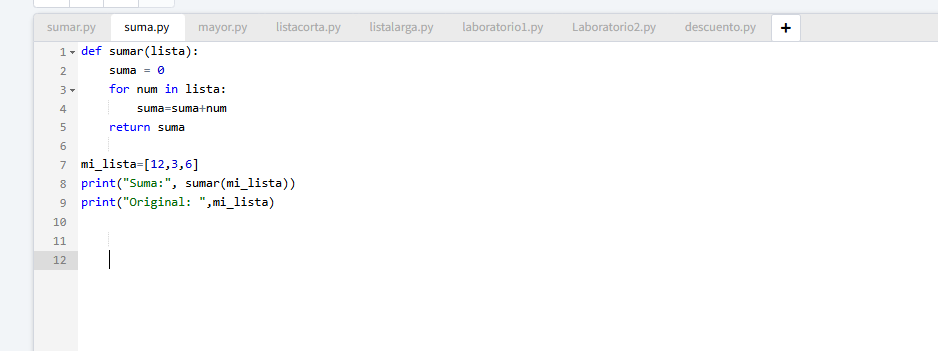 sumar.py suma.py mayor.py listacorta.py listalarga.py laboratorio1.py Laboratorio2.py descuento.py +
1 def sumar(lista):
2     suma = 0
3     for num in lista:
4         suma=suma+num
5     return suma
6
7 mi_lista=[12,3,6]
8 print("Suma:", sumar(mi_lista))
9 print("Original: ",mi_lista)
10
11
12